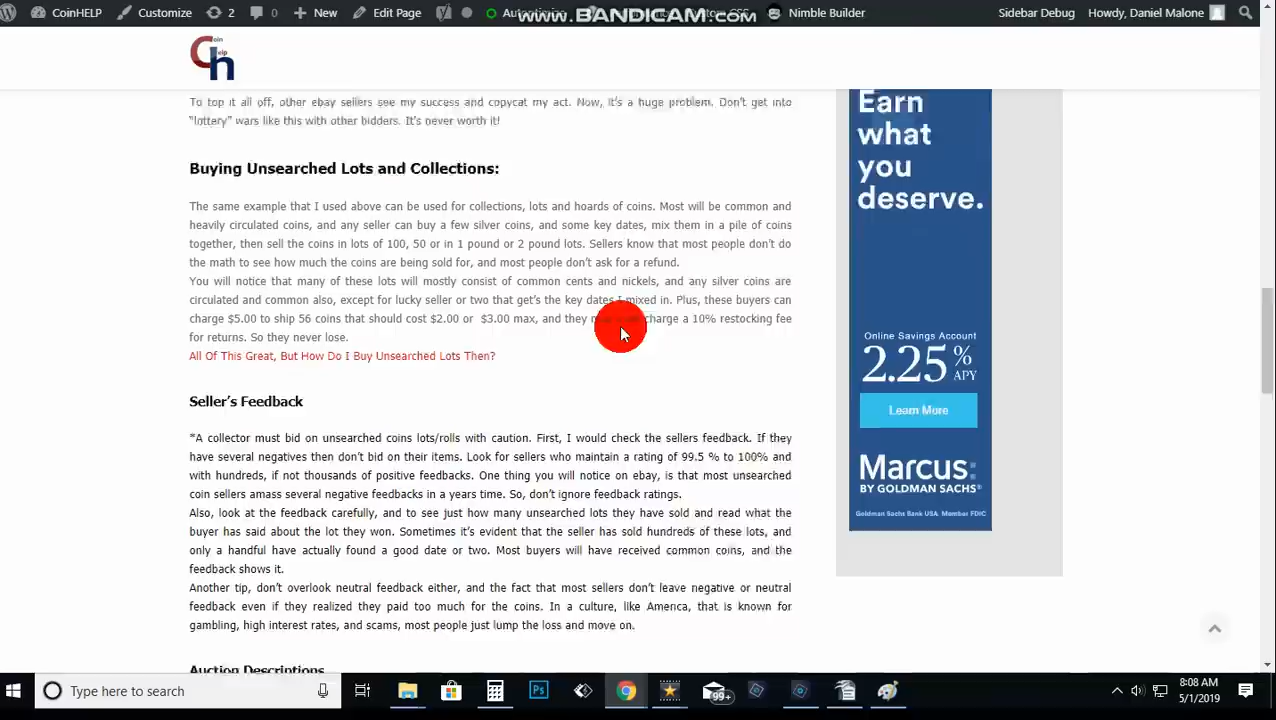 CoinHELP Customize 2 0 New Edit Page Nimble Builder Sidebar Debug Howdy, Daniel Malone
www.BANDICAM.com
Coin
Help
Ch
To top it all off, other ebay sellers see my success and copycat my act. Now, it's a huge problem. Don't get into
"lottery" wars like this with other bidders. It's never worth it!
Buying Unsearched Lots and Collections:
The same example that I used above can be used for collections, lots and hoards of coins. Most will be common and
heavily circulated coins, and any seller can buy a few silver coins, and some key dates, mix them in a pile of coins
together, then sell the coins in lots of 100, 50 or in 1 pound or 2 pound lots. Sellers know that most people don't do
the math to see how much the coins are being sold for, and most people don't ask for a refund.
You will notice that many of these lots will mostly consist of common cents and nickels, and any silver coins are
circulated and common also, except for lucky seller or two that get's the key dates I mixed in. Plus, these buyers can
charge $5.00 to ship 56 coins that should cost $2.00 or $3.00 max, and they charge a 10% restocking fee
for returns. So they never lose.
All Of This Great, But How Do I Buy Unsearched Lots Then?
Seller's Feedback
*A collector must bid on unsearched coins lots/rolls with caution. First, I would check the sellers feedback. If they
have several negatives then don't bid on their items. Look for sellers who maintain a rating of 99.5 % to 100% and
with hundreds, if not thousands of positive feedbacks. One thing you will notice on ebay, is that most unsearched
coin sellers amass several negative feedbacks in a years time. So, don't ignore feedback ratings.
Also, look at the feedback carefully, and to see just how many unsearched lots they have sold and read what the
buyer has said about the lot they won. Sometimes it's evident that the seller has sold hundreds of these lots, and
only a handful have actually found a good date or two. Most buyers will have received common coins, and the
feedback shows it.
Another tip, don't overlook neutral feedback either, and the fact that most sellers don't leave negative or neutral
feedback even if they realized they paid too much for the coins. In a culture, like America, that is known for
gambling, high interest rates, and scams, most people just lump the loss and move on.
Auction Descriptions
Earn
what
you
deserve.
Online Savings Account
2.25% APY
Learn More
Marcus:
BY GOLDMAN SACHS®
Goldman Sachs Bank USA Member FDIC
Type here to search
Ps
99+
8:08 AM
5/1/2019